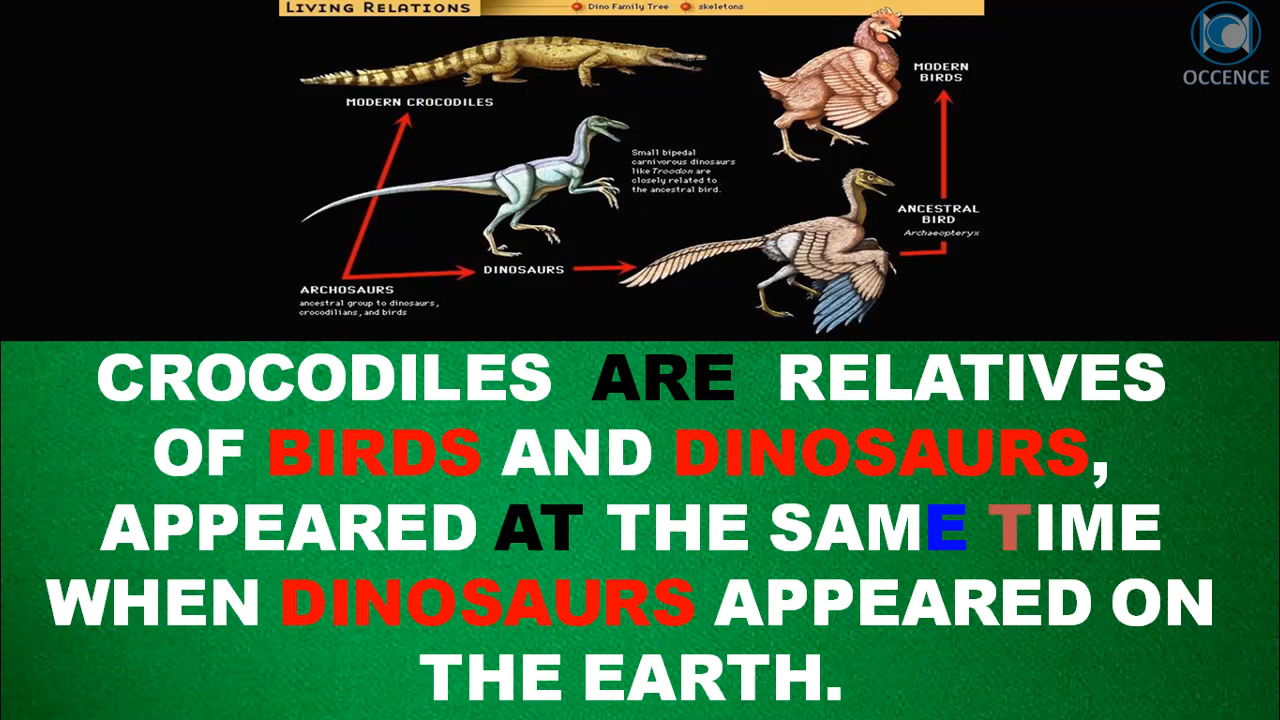 LIVING RELATIONS
Dino Family Tree
skeletons
OCCENCE
MODERN CROCODILES
MODERN
BIRDS
Small bipedal
carnivorous dinosaurs
like Troodon are
closely related to
the ancestral bird.
ANCESTRAL
BIRD
Archaeopteryx
DINOSAURS
ARCHOSAURS
ancestral group to dinosaurs,
crocodilians, and birds
CROCODILES ARE RELATIVES
OF BIRDS AND DINOSAURS,
APPEARED AT THE SAME TIME
WHEN DINOSAURS APPEARED ON
THE EARTH.